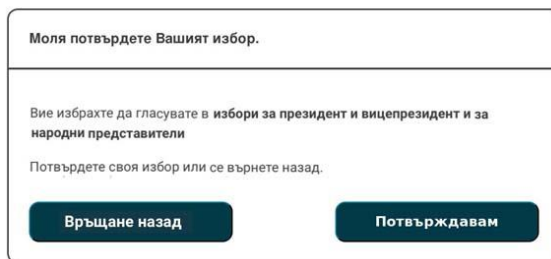 Моля потвърдете Вашият избор.
Вие избрахте да гласувате в избори за президент и вицепрезидент и за
народни представители
Потвърдете своя избор или се върнете назад.
Връщане назад
Потвърждавам